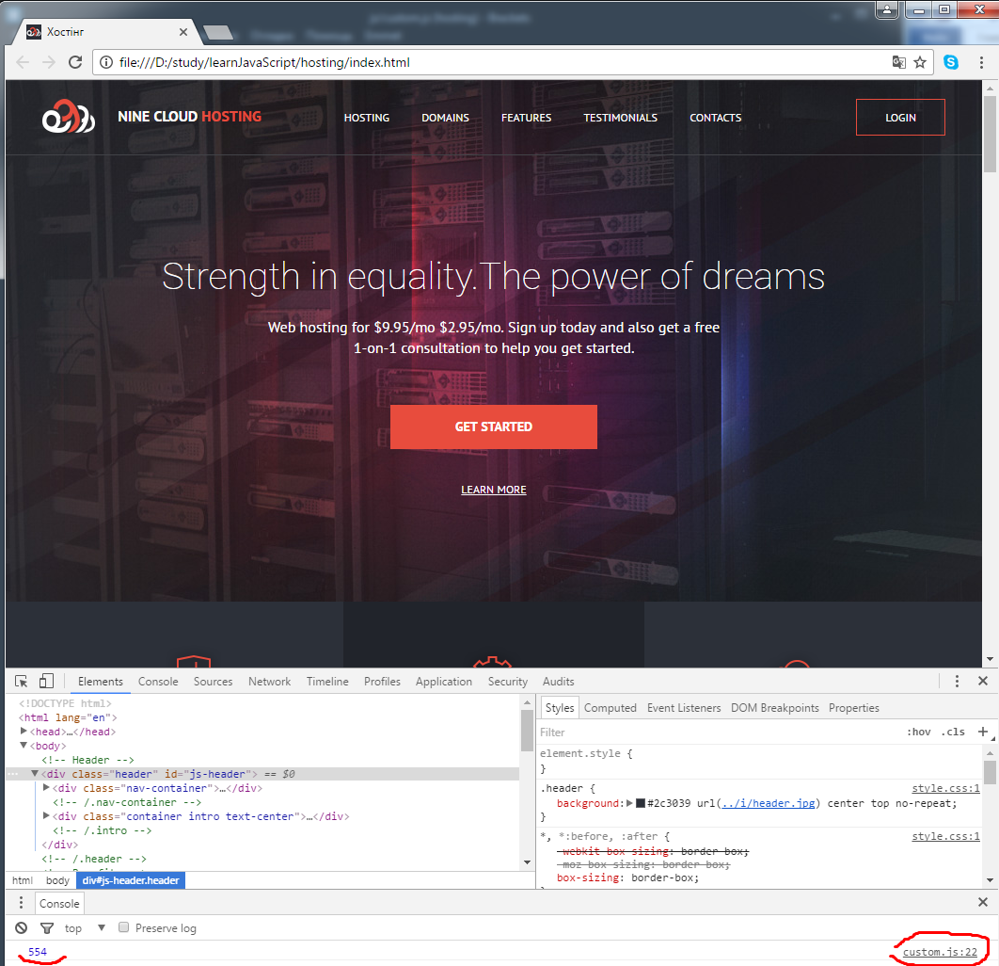 Хостінг
file:///D:/study/learnJavaScript/hosting/index.html
NINE CLOUD HOSTING
HOSTING DOMAINS FEATURES TESTIMONIALS CONTACTS
LOGIN
Strength in equality.The power of dreams
Web hosting for $9.95/mo $2.95/mo. Sign up today and also get a free
1-on-1 consultation to help you get started.
GET STARTED
LEARN MORE
Elements Console Sources Network Timeline Profiles Application Security Audits
<!DOCTYPE html>
<html lang="en">
<head>…</head>
<body>
<!-- Header -->
<div class="header" id="js-header"> == $0
<div class="nav-container">…</div>
<!-- /.nav-container -->
<div class="container intro text-center">…</div>
<!-- /.intro -->
</div>
<!-- /.header -->
html body div#js-header.header
Styles Computed Event Listeners DOM Breakpoints Properties
Filter :hov .cls
element.style {
}
.header { style.css:1
background: #2c3039 url(../i/header.jpg) center top no-repeat;
}
*, *:before, :after { style.css:1
-webkit-box-sizing: border-box;
-moz-box-sizing: border-box;
box-sizing: border-box;
Console
top Preserve log
554 custom.js:22